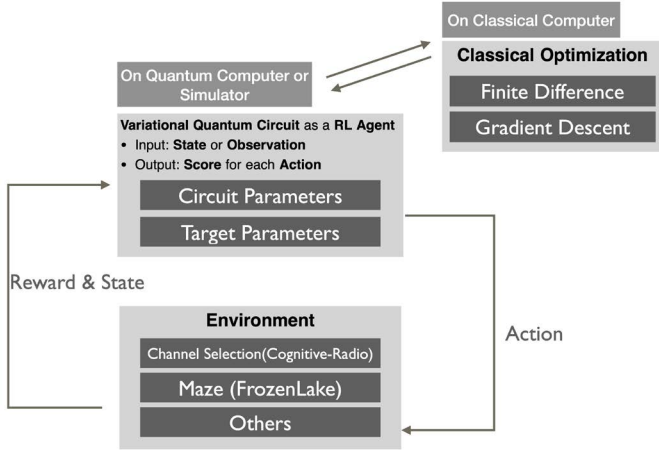 On Classical Computer
Classical Optimization
Finite Difference
Gradient Descent
On Quantum Computer or
Simulator
Variational Quantum Circuit as a RL Agent
• Input: State or Observation
• Output: Score for each Action
Circuit Parameters
Target Parameters
Reward & State
Action
Environment
Channel Selection(Cognitive-Radio)
Maze (FrozenLake)
Others